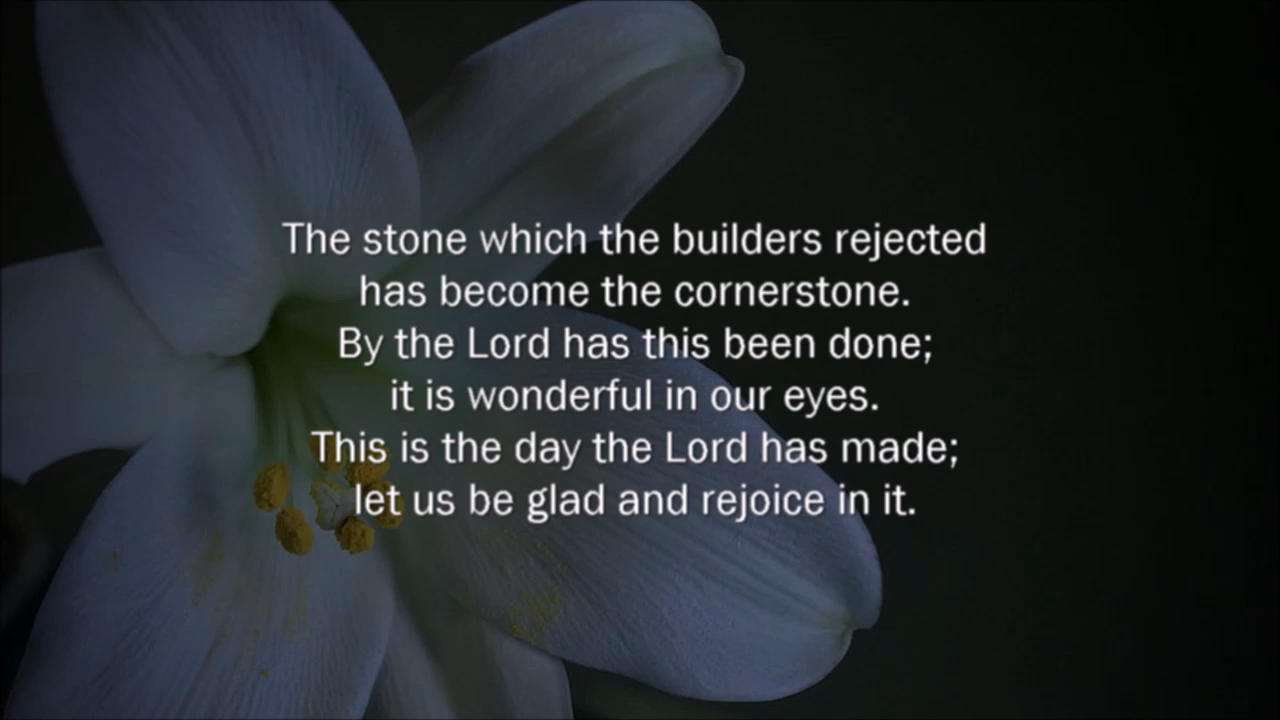 The stone which the builders rejected
has become the cornerstone.
By the Lord has this been done;
it is wonderful in our eyes.
This is the day the Lord has made;
let us be glad and rejoice in it.